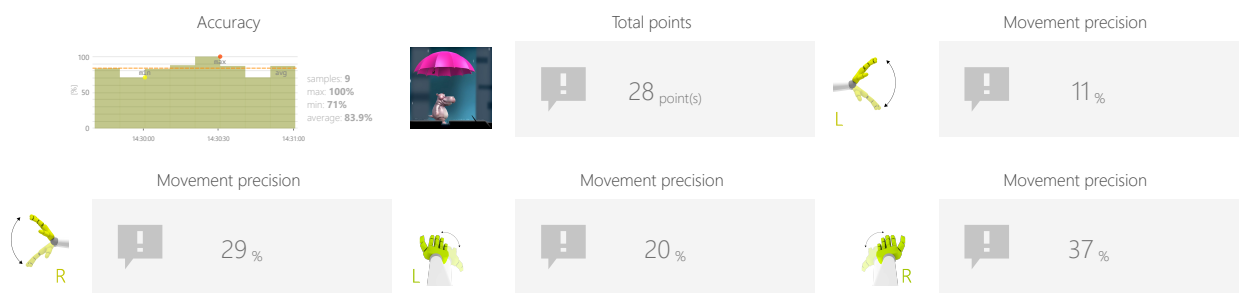 Accuracy
100
50
0
[%]
min
max
avg
14:30:00
14:30:30
14:31:00
samples: 9
max: 100%
min: 71%
average: 83.9%
Total points
28 point(s)
Movement precision
L
11 %
Movement precision
R
29 %
Movement precision
L
20 %
Movement precision
R
37 %